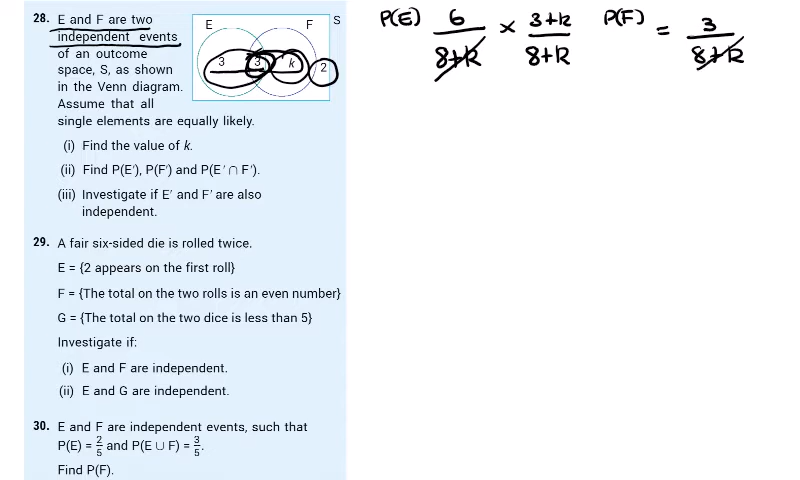 28. E and F are two
independent events
of an outcome
space, S, as shown
in the Venn diagram.
Assume that all
single elements are equally likely.
E F S
3 3 k 2
(i) Find the value of k.
(ii) Find P(E′), P(F′) and P(E′ ∩ F′).
(iii) Investigate if E′ and F′ are also
independent.
29. A fair six-sided die is rolled twice.
E = {2 appears on the first roll}
F = {The total on the two rolls is an even number}
G = {The total on the two dice is less than 5}
Investigate if:
(i) E and F are independent.
(ii) E and G are independent.
30. E and F are independent events, such that
P(E) = 2/5 and P(E ∪ F) = 3/5.
Find P(F).
P(E) 6/(8+k) × (3+k)/(8+k) P(F) = 3/(8+k)